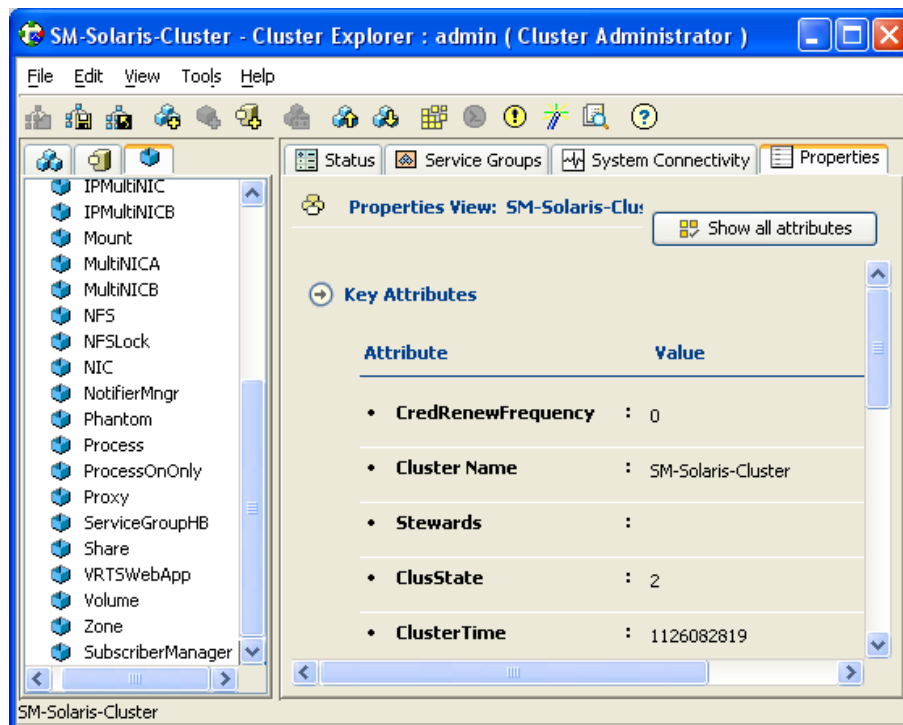 SM-Solaris-Cluster - Cluster Explorer : admin ( Cluster Administrator )
File Edit View Tools Help
Status Service Groups System Connectivity Properties
IPMultiNIC
IPMultiNICB
Mount
MultiNICA
MultiNICB
NFS
NFSLock
NIC
NotifierMngr
Phantom
Process
ProcessOnOnly
Proxy
ServiceGroupHB
Share
VRTSWebApp
Volume
Zone
SubscriberManager
Properties View: SM-Solaris-Clu
Show all attributes
Key Attributes
Attribute Value
• CredRenewFrequency : 0
• Cluster Name : SM-Solaris-Cluster
• Stewards :
• ClusState : 2
• ClusterTime : 1126082819
SM-Solaris-Cluster